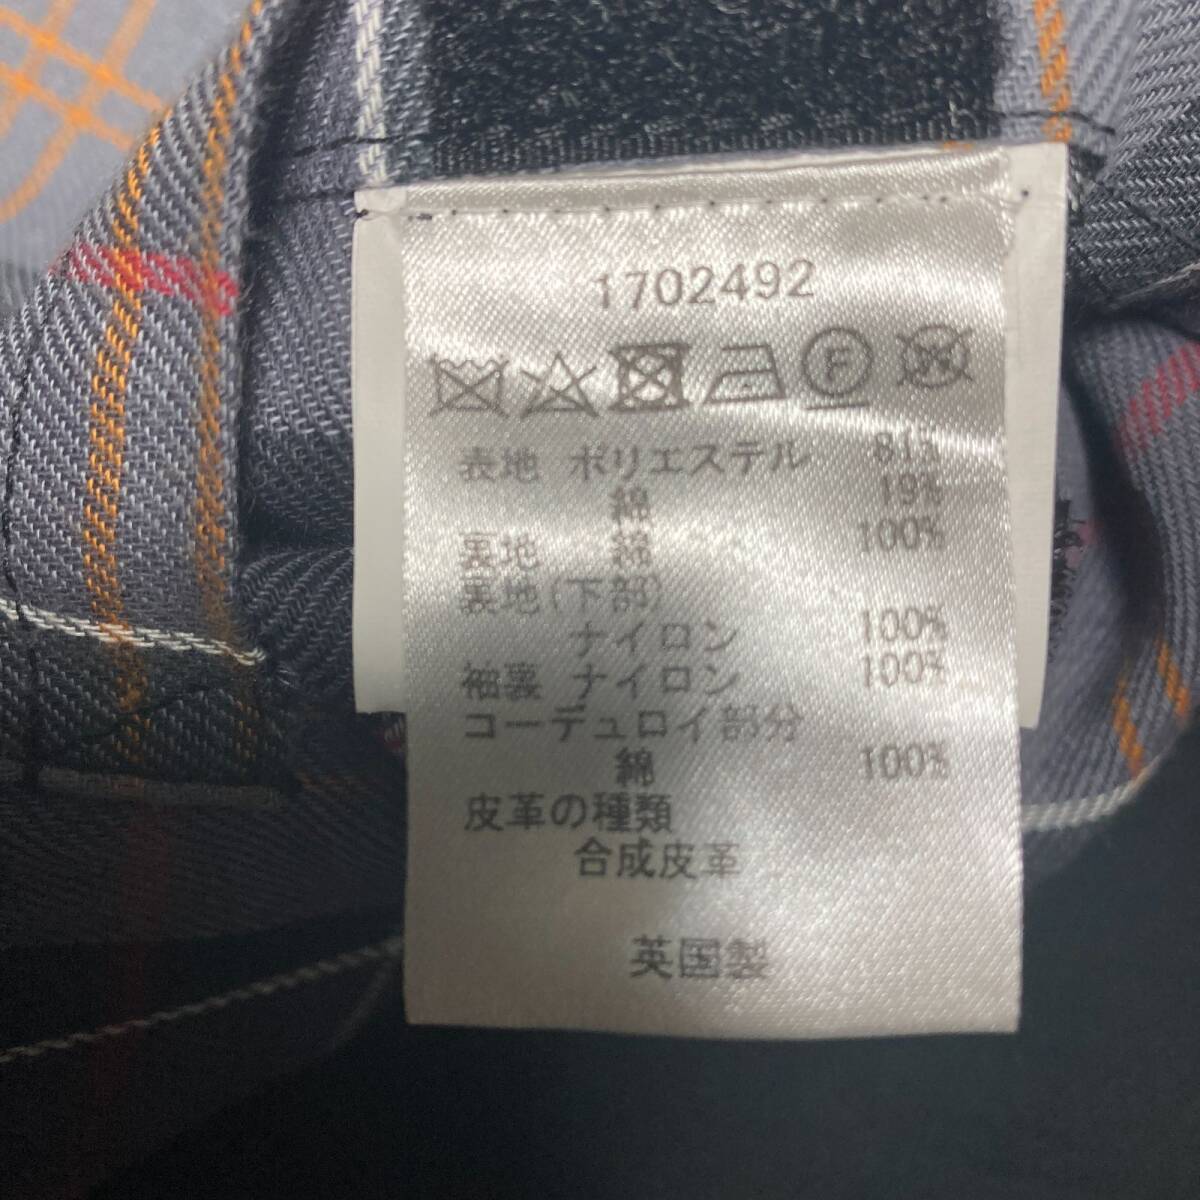 1702492
F
W
表地 ポリエステル 81%
綿 19%
裏地 綿 100%
裏地(下部)
ナイロン 100%
袖裏 ナイロン 100%
コーデュロイ部分
綿 100%
皮革の種類
合成皮革
英国製